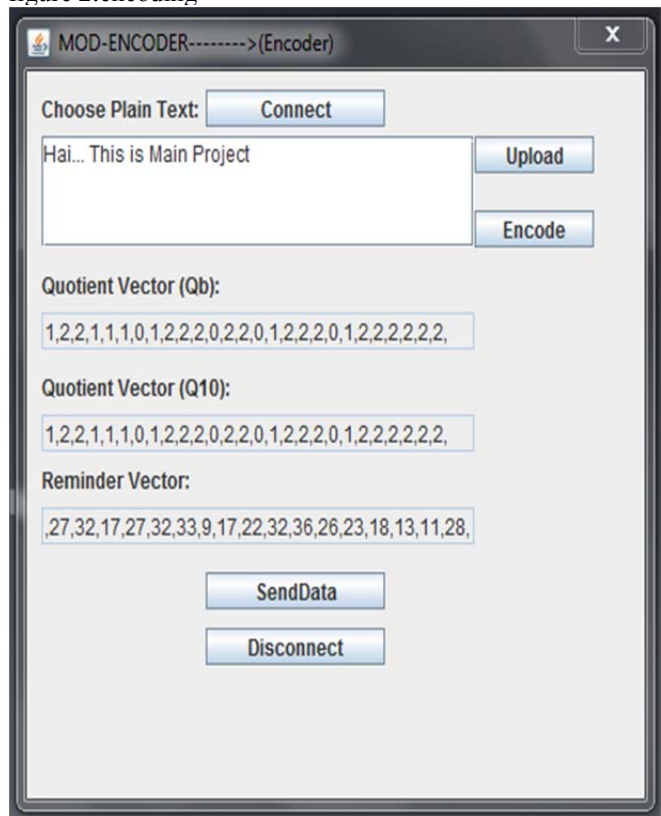 figure 2.encoding
MOD-ENCODER-------->(Encoder)
X
Choose Plain Text: Connect
Hai... This is Main Project
Upload
Encode
Quotient Vector (Qb):
1,2,2,1,1,1,0,1,2,2,2,0,2,2,0,1,2,2,2,0,1,2,2,2,2,2,2,
Quotient Vector (Q10):
1,2,2,1,1,1,0,1,2,2,2,0,2,2,0,1,2,2,2,0,1,2,2,2,2,2,2,
Reminder Vector:
,27,32,17,27,32,33,9,17,22,32,36,26,23,18,13,11,28,
SendData
Disconnect